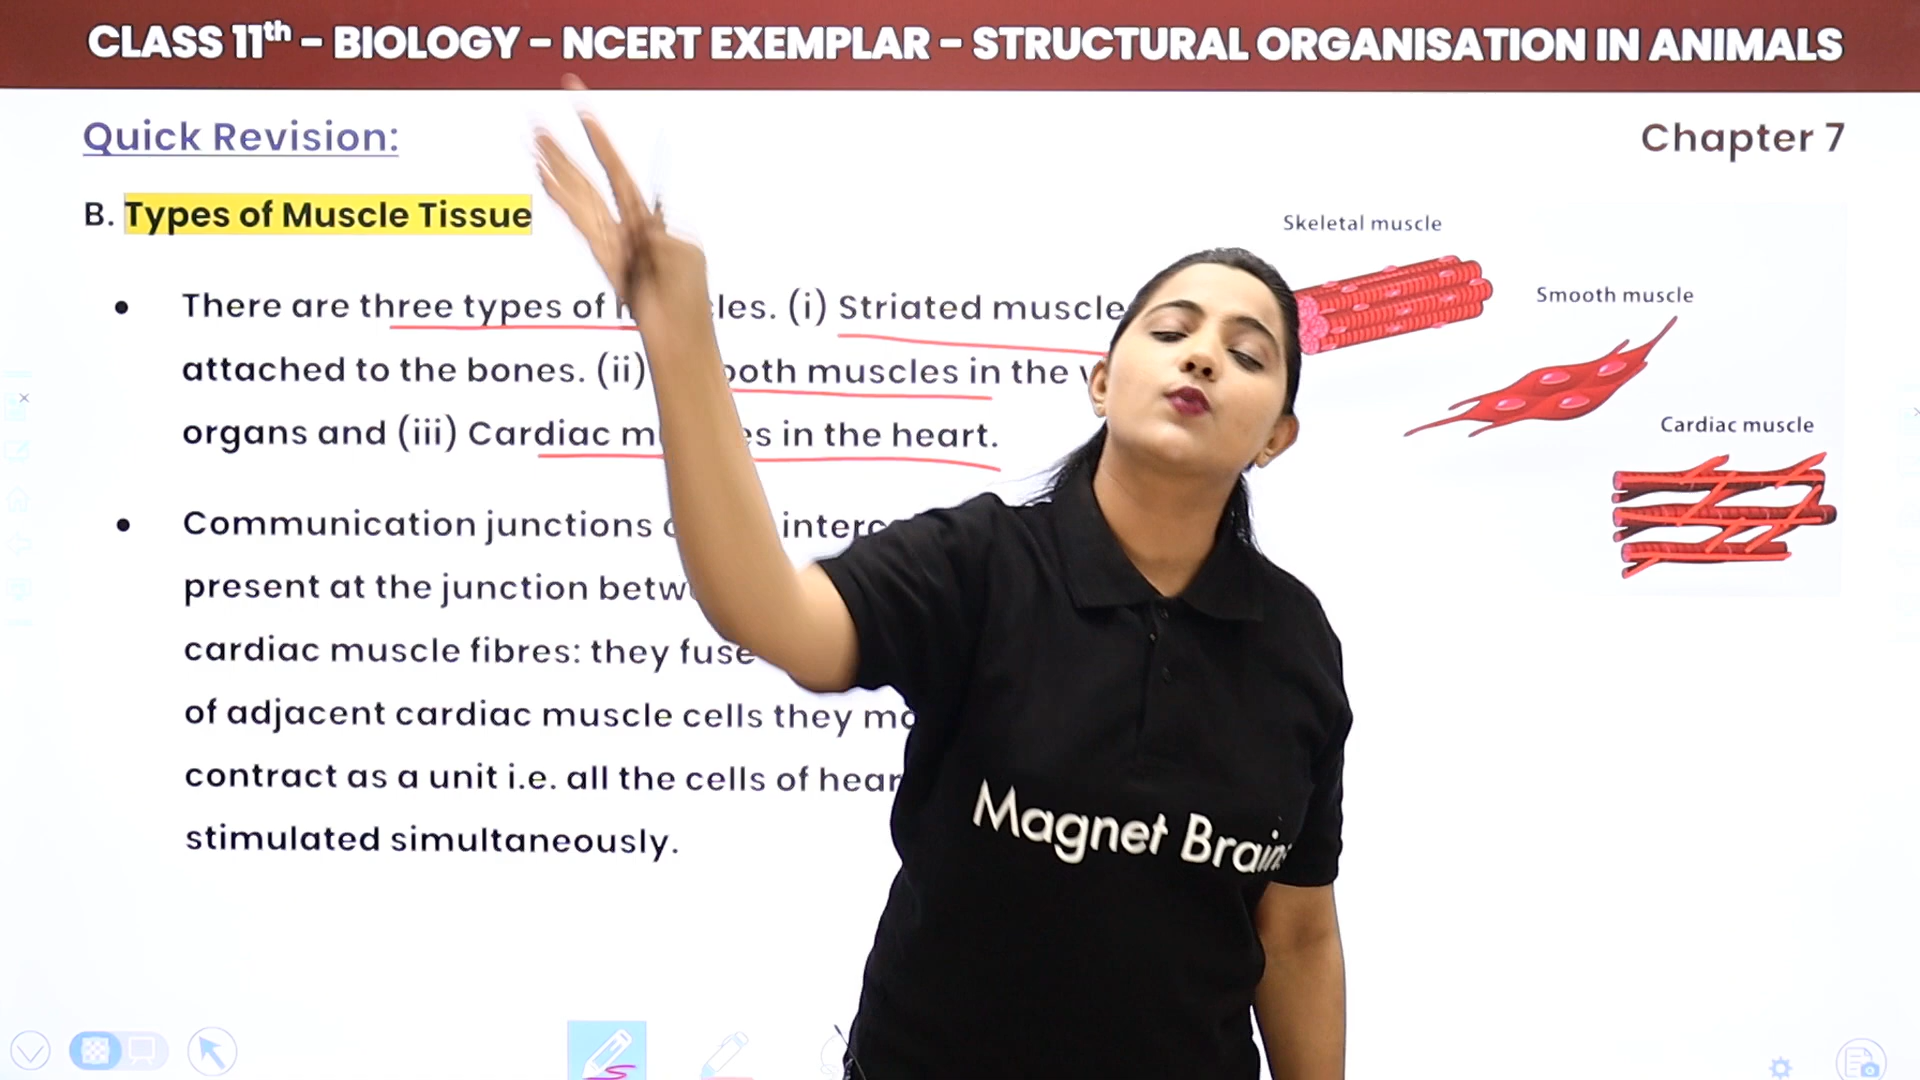 CLASS 11th - BIOLOGY - NCERT EXEMPLAR - STRUCTURAL ORGANISATION IN ANIMALS
Quick Revision:
Chapter 7
B. Types of Muscle Tissue
Skeletal muscle
Smooth muscle
Cardiac muscle
There are three types of les. (i) Striated muscle
attached to the bones. (ii) oth muscles in the
organs and (iii) Cardiac m s in the heart.
Communication junctions interc
present at the junction betw
cardiac muscle fibres: they fuse
of adjacent cardiac muscle cells they
contract as a unit i.e. all the cells of hear
stimulated simultaneously.
Magnet Brain